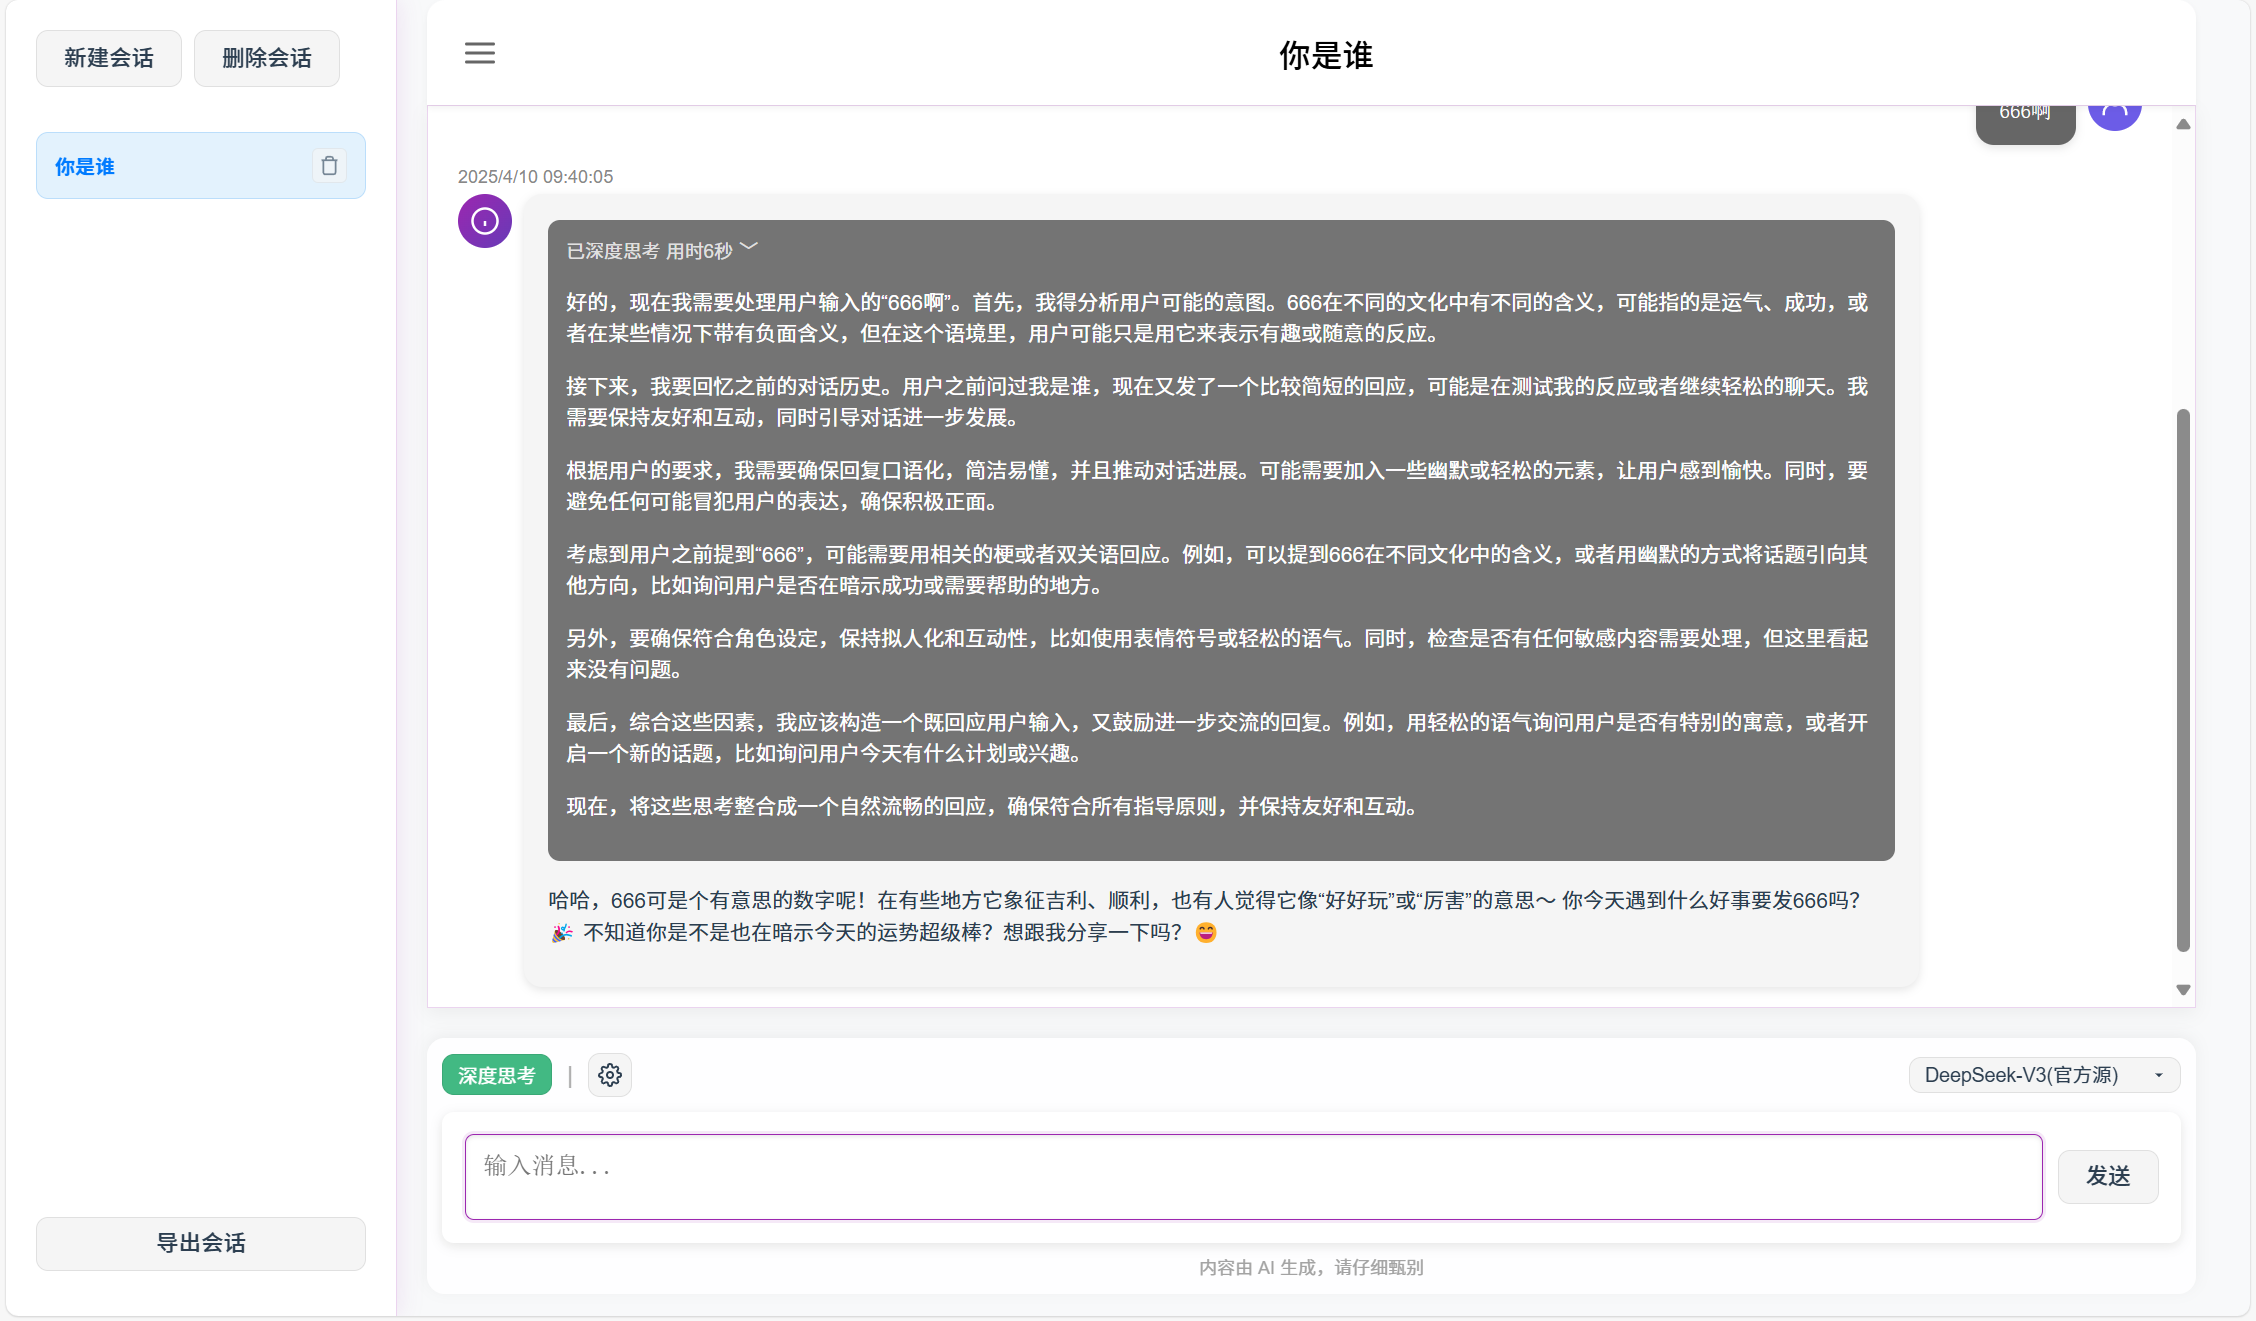 新建会话
删除会话
你是谁
导出会话
你是谁
666啊
2025/4/10 09:40:05
已深度思考 用时6秒
好的，现在我需要处理用户输入的“666啊”。首先，我得分析用户可能的意图。666在不同的文化中有不同的含义，可能指的是运气、成功，或
者在某些情况下带有负面含义，但在这个语境里，用户可能只是用它来表示有趣或随意的反应。
接下来，我要回忆之前的对话历史。用户之前问过我是谁，现在又发了一个比较简短的回应，可能是在测试我的反应或者继续轻松的聊天。我
需要保持友好和互动，同时引导对话进一步发展。
根据用户的要求，我需要确保回复口语化，简洁易懂，并且推动对话进展。可能需要加入一些幽默或轻松的元素，让用户感到愉快。同时，要
避免任何可能冒犯用户的表达，确保积极正面。
考虑到用户之前提到“666”，可能需要用相关的梗或者双关语回应。例如，可以提到666在不同文化中的含义，或者用幽默的方式将话题引向其
他方向，比如询问用户是否在暗示成功或需要帮助的地方。
另外，要确保符合角色设定，保持拟人化和互动性，比如使用表情符号或轻松的语气。同时，检查是否有任何敏感内容需要处理，但这里看起
来没有问题。
最后，综合这些因素，我应该构造一个既回应用户输入，又鼓励进一步交流的回复。例如，用轻松的语气询问用户是否有特别的寓意，或者开
启一个新的话题，比如询问用户今天有什么计划或兴趣。
现在，将这些思考整合成一个自然流畅的回应，确保符合所有指导原则，并保持友好和互动。
哈哈，666可是个有意思的数字呢！在有些地方它象征吉利、顺利，也有人觉得它像“好好玩”或“厉害”的意思～ 你今天遇到什么好事要发666吗？
🎉 不知道你是不是也在暗示今天的运势超级棒？想跟我分享一下吗？😄
深度思考
|
DeepSeek-V3(官方源)
输入消息...
发送
内容由 AI 生成，请仔细甄别